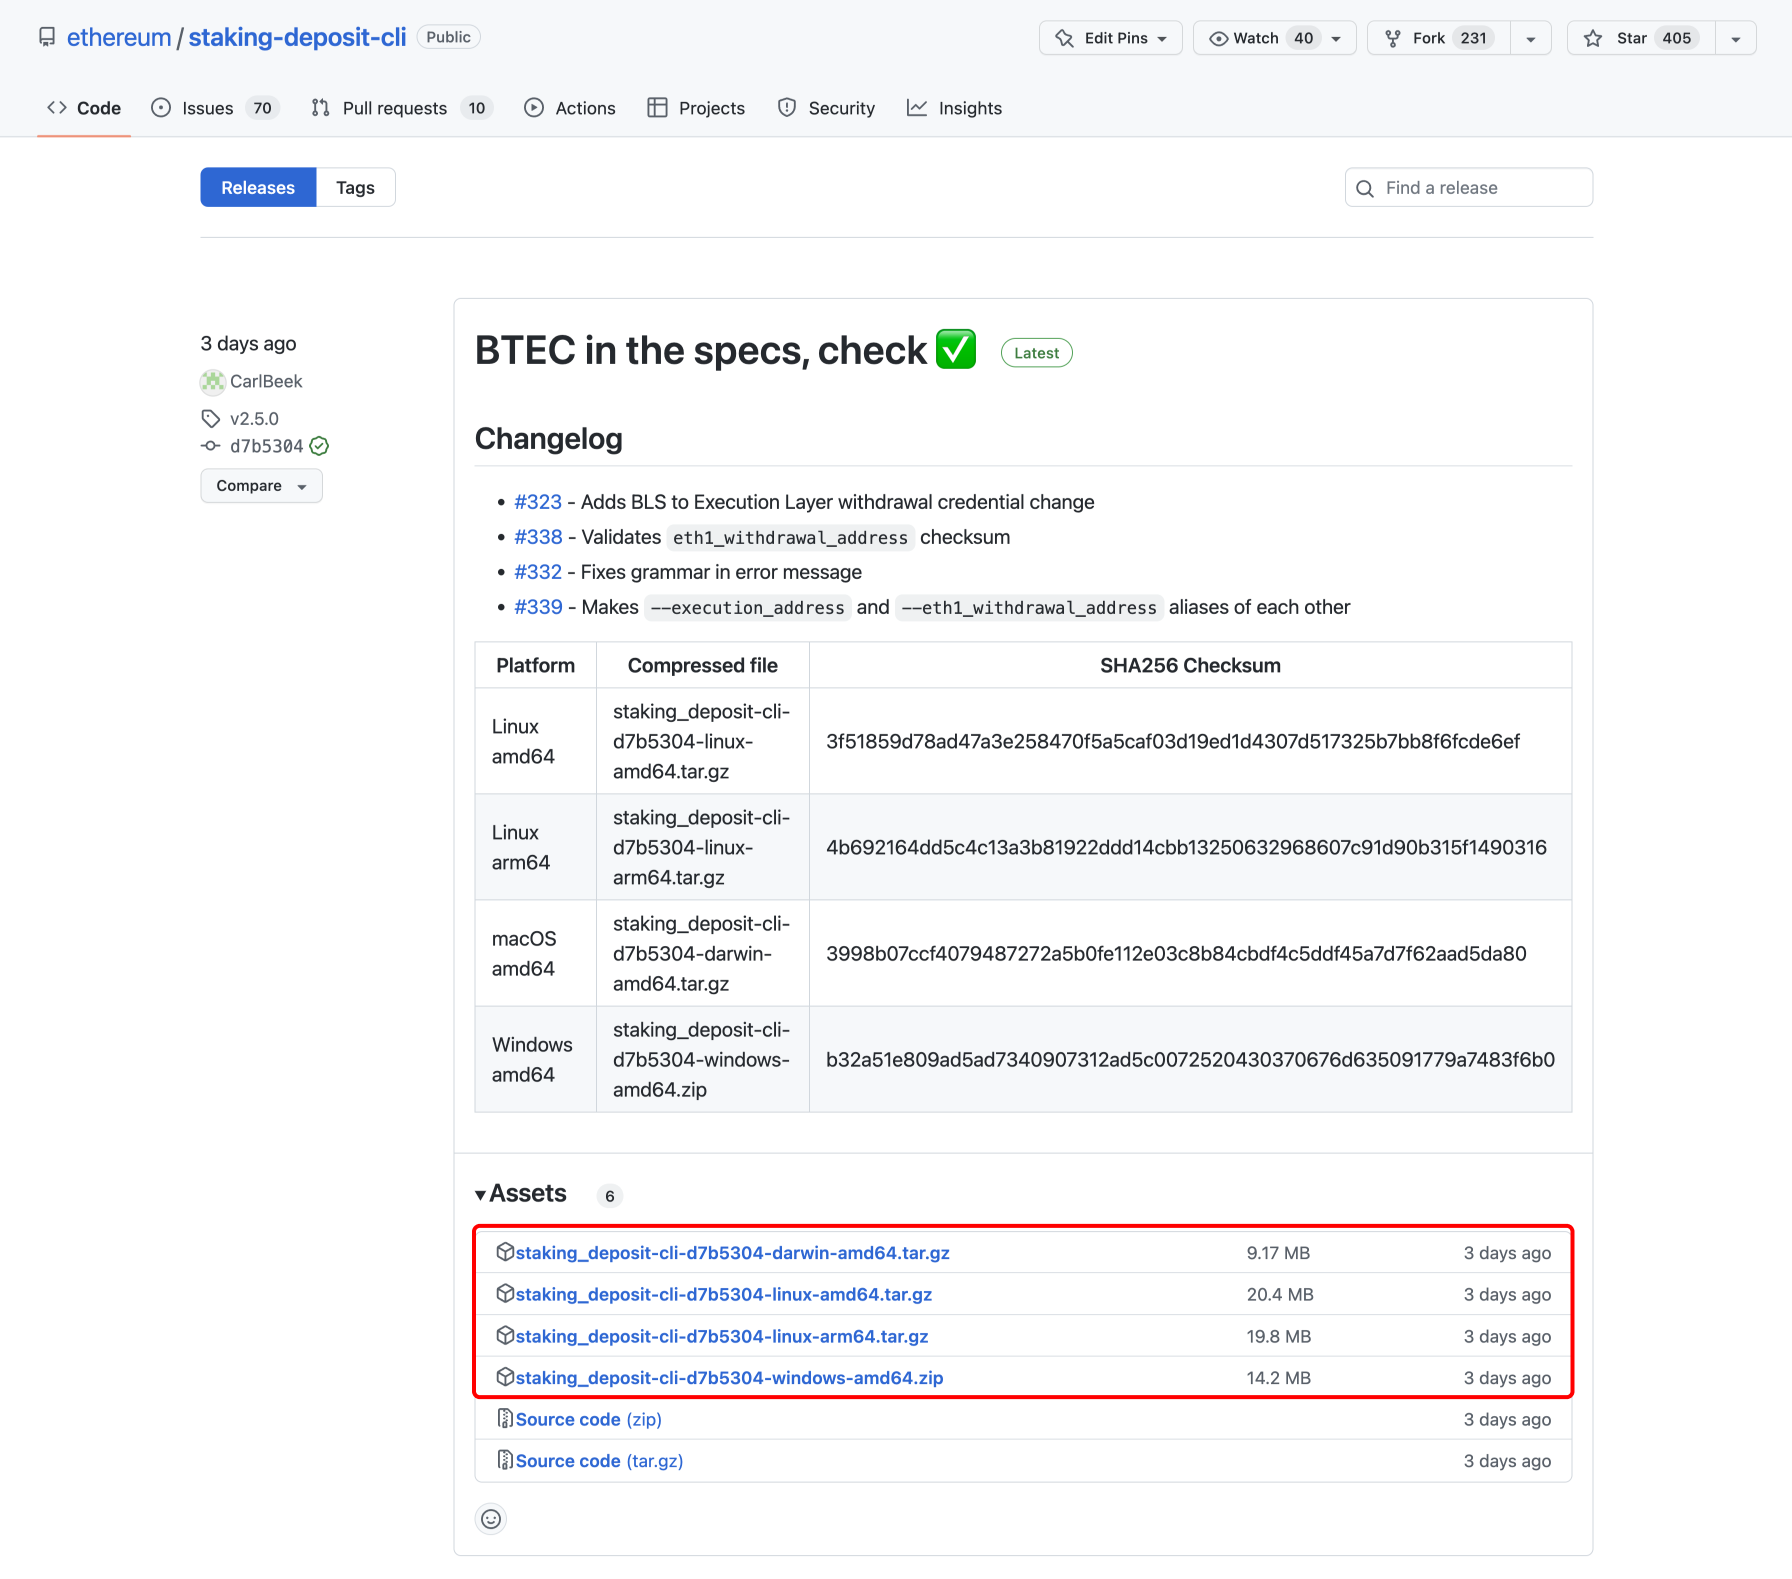 ethereum / staking-deposit-cli Public
Edit Pins Watch 40 Fork 231 Star 405
Code Issues 70 Pull requests 10 Actions Projects Security Insights
Releases Tags
Find a release
3 days ago
CarlBeek
v2.5.0
d7b5304
Compare
BTEC in the specs, check ✅ Latest
Changelog
• #323 - Adds BLS to Execution Layer withdrawal credential change
• #338 - Validates eth1_withdrawal_address checksum
• #332 - Fixes grammar in error message
• #339 - Makes --execution_address and --eth1_withdrawal_address aliases of each other
Platform Compressed file SHA256 Checksum
Linux amd64
staking_deposit-cli-
d7b5304-linux-
amd64.tar.gz
3f51859d78ad47a3e258470f5a5caf03d19ed1d4307d517325b7bb8f6fcde6ef
Linux arm64
staking_deposit-cli-
d7b5304-linux-
arm64.tar.gz
4b692164dd5c4c13a3b81922ddd14cbb13250632968607c91d90b315f1490316
macOS amd64
staking_deposit-cli-
d7b5304-darwin-
amd64.tar.gz
3998b07ccf4079487272a5b0fe112e03c8b84cbdf4c5ddf45a7d7f62aad5da80
Windows amd64
staking_deposit-cli-
d7b5304-windows-
amd64.zip
b32a51e809ad5ad7340907312ad5c0072520430370676d635091779a7483f6b0
Assets 6
staking_deposit-cli-d7b5304-darwin-amd64.tar.gz 9.17 MB 3 days ago
staking_deposit-cli-d7b5304-linux-amd64.tar.gz 20.4 MB 3 days ago
staking_deposit-cli-d7b5304-linux-arm64.tar.gz 19.8 MB 3 days ago
staking_deposit-cli-d7b5304-windows-amd64.zip 14.2 MB 3 days ago
Source code (zip) 3 days ago
Source code (tar.gz) 3 days ago